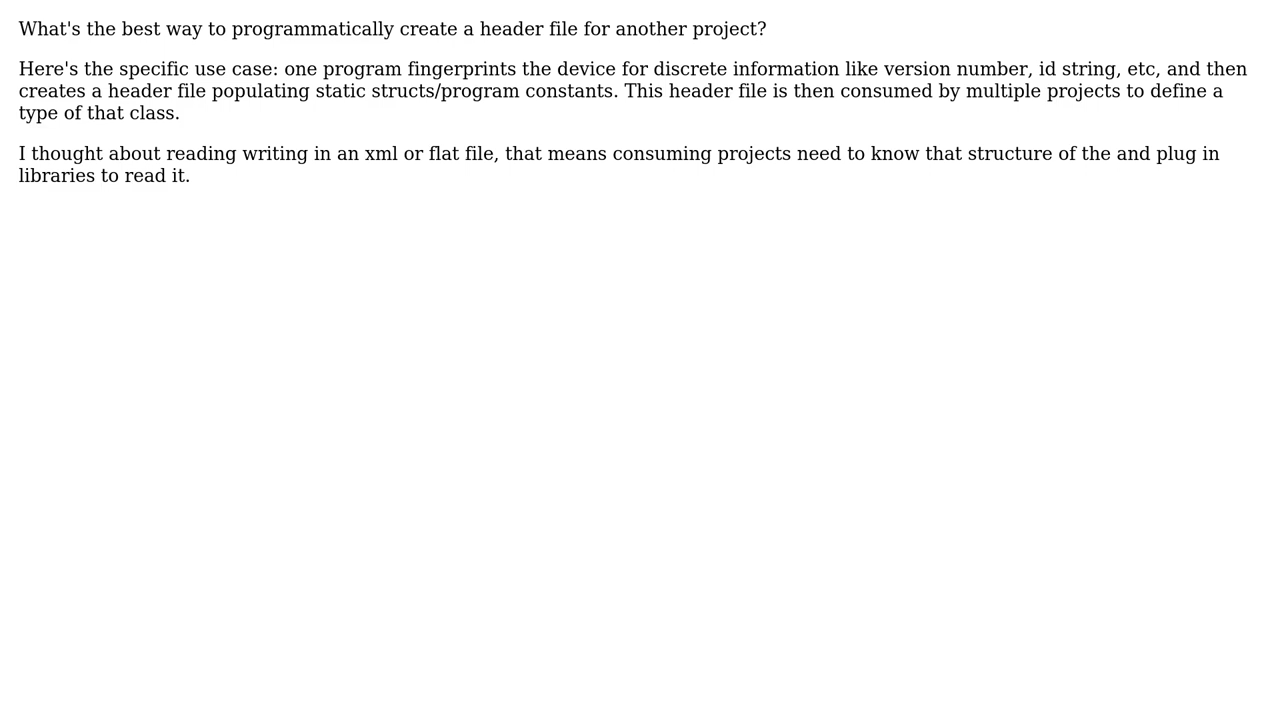 What's the best way to programmatically create a header file for another project?
Here's the specific use case: one program fingerprints the device for discrete information like version number, id string, etc, and then
creates a header file populating static structs/program constants. This header file is then consumed by multiple projects to define a
type of that class.
I thought about reading writing in an xml or flat file, that means consuming projects need to know that structure of the and plug in
libraries to read it.